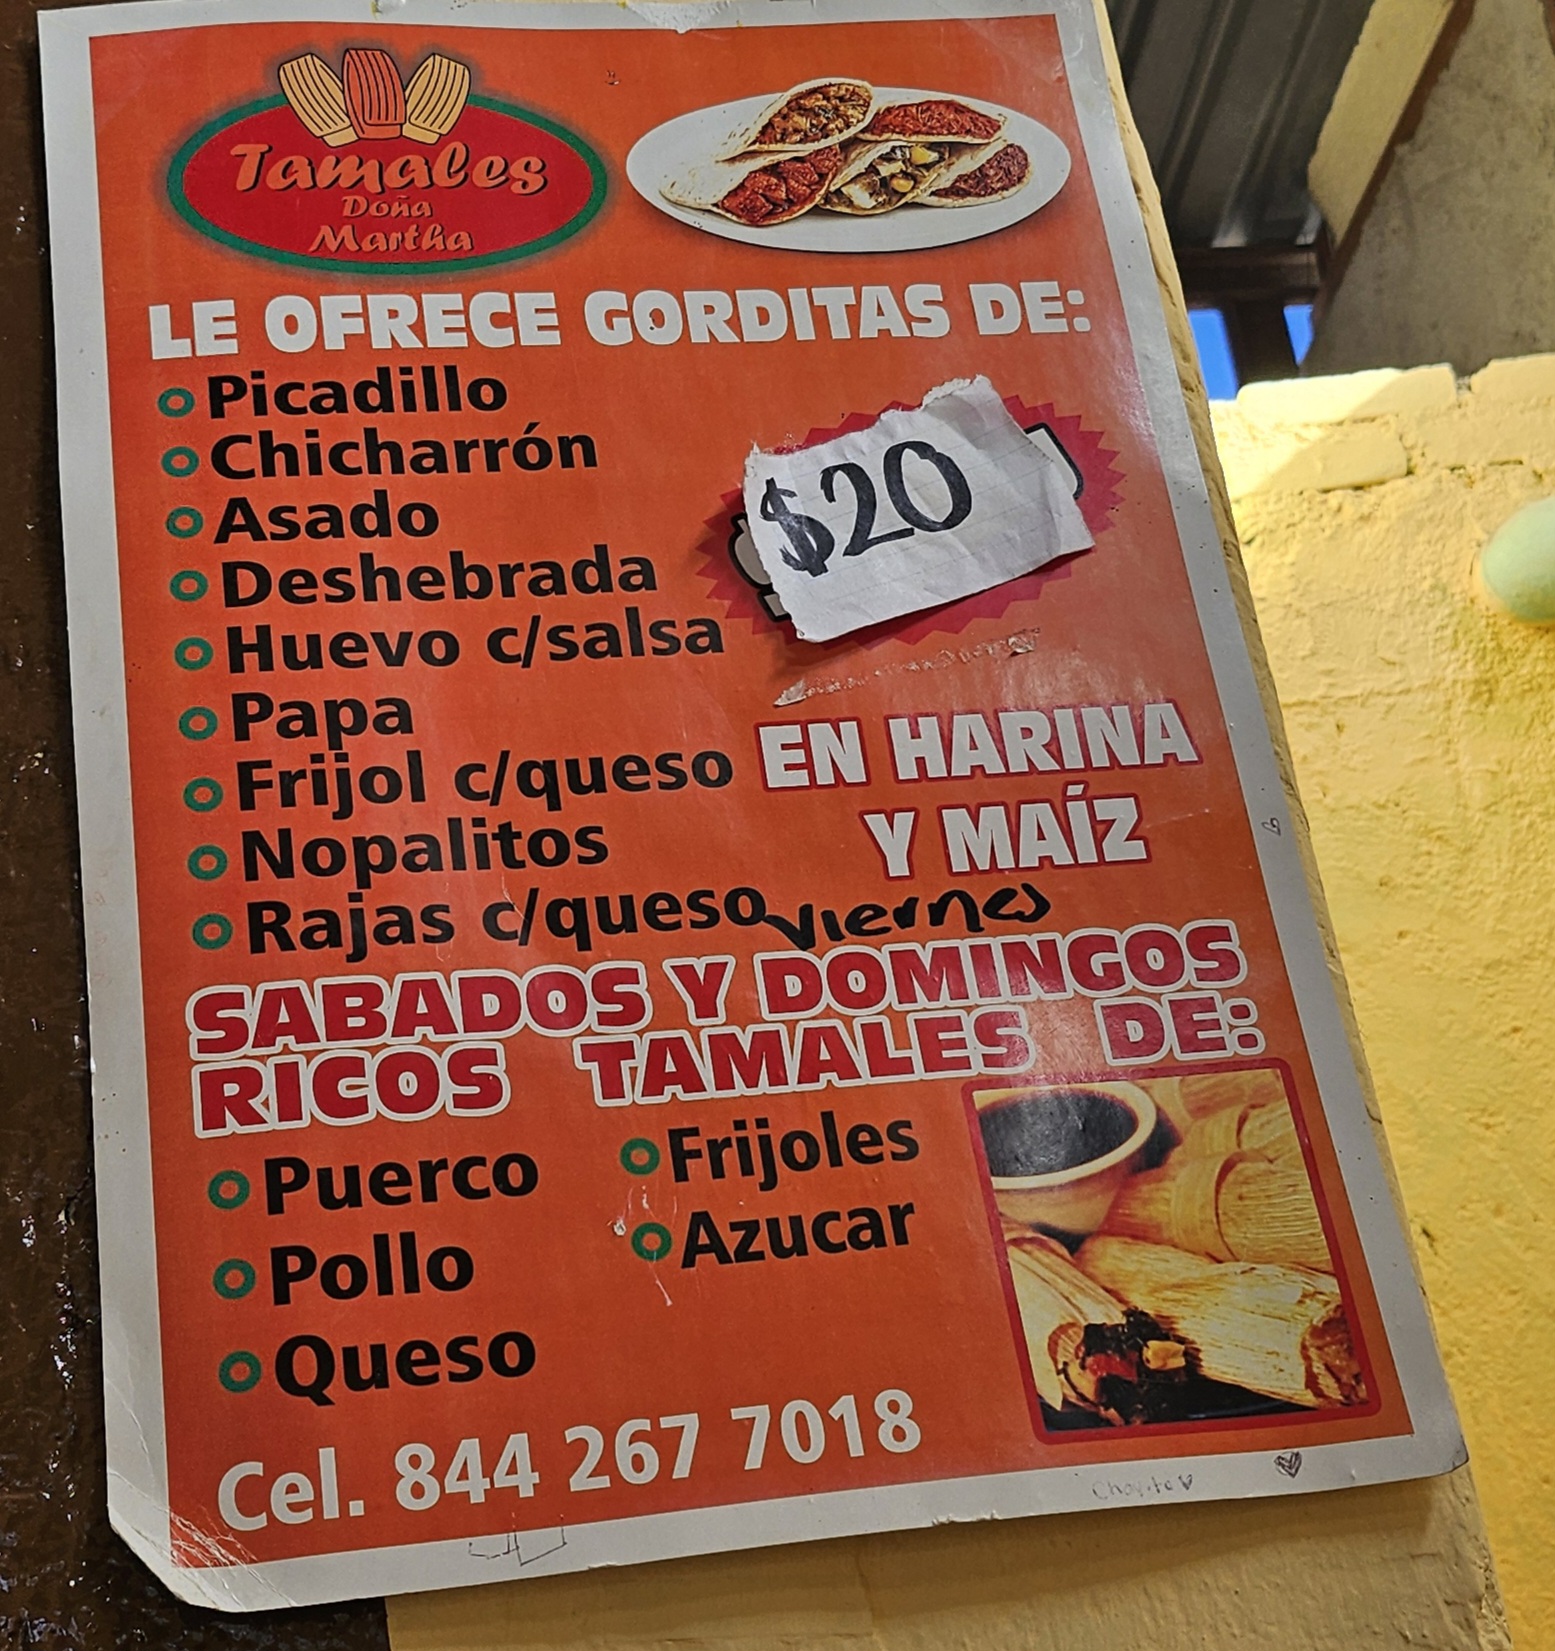 Tamales
Doña
Martha
LE OFRECE GORDITAS DE:
Picadillo
Chicharrón
Asado
Deshebrada
Huevo c/salsa
Papa
Frijol c/queso
Nopalitos
Rajas c/queso
$20
EN HARINA
Y MAÍZ
Viernes
SABADOS Y DOMINGOS
RICOS TAMALES DE:
Puerco
Pollo
Queso
Frijoles
Azucar
Cel. 844 267 7018